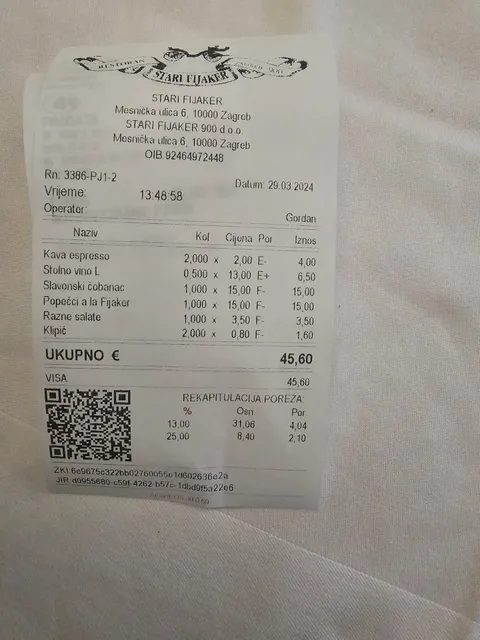 RESTORAN
STARI FIJAKER
STARI FIJAKER
Mesnička ulica 6, 10000 Zagreb
STARI FIJAKER 900 d.o.o.
Mesnička ulica 6, 10000 Zagreb
OIB:92464972448
Rn: 3386-PJ1-2 Datum: 29.03.2024
Vrijeme: 13:48:58
Operator: Gordan
Naziv Kol Cijena Por Iznos
Kava espresso 2,000 x 2,00 E- 4,00
Stolno vino L 0,500 x 13,00 E+ 6,50
Slavonski čobanac 1,000 x 15,00 F- 15,00
Popečci a la Fijaker 1,000 x 15,00 F- 15,00
Razne salate 1,000 x 3,50 F- 3,50
Klipić 2,000 x 0,80 F- 1,60
UKUPNO € 45,60
VISA 45,60
REKAPITULACIJA POREZA:
% Osn. Por.
13,00 31,06 4,04
25,00 8,40 2,10
ZKI:6e9675c322bb02760055c1d602636e2a
JIR:d0955680-c59f-4262-b57c-1dbd9f5a22e6